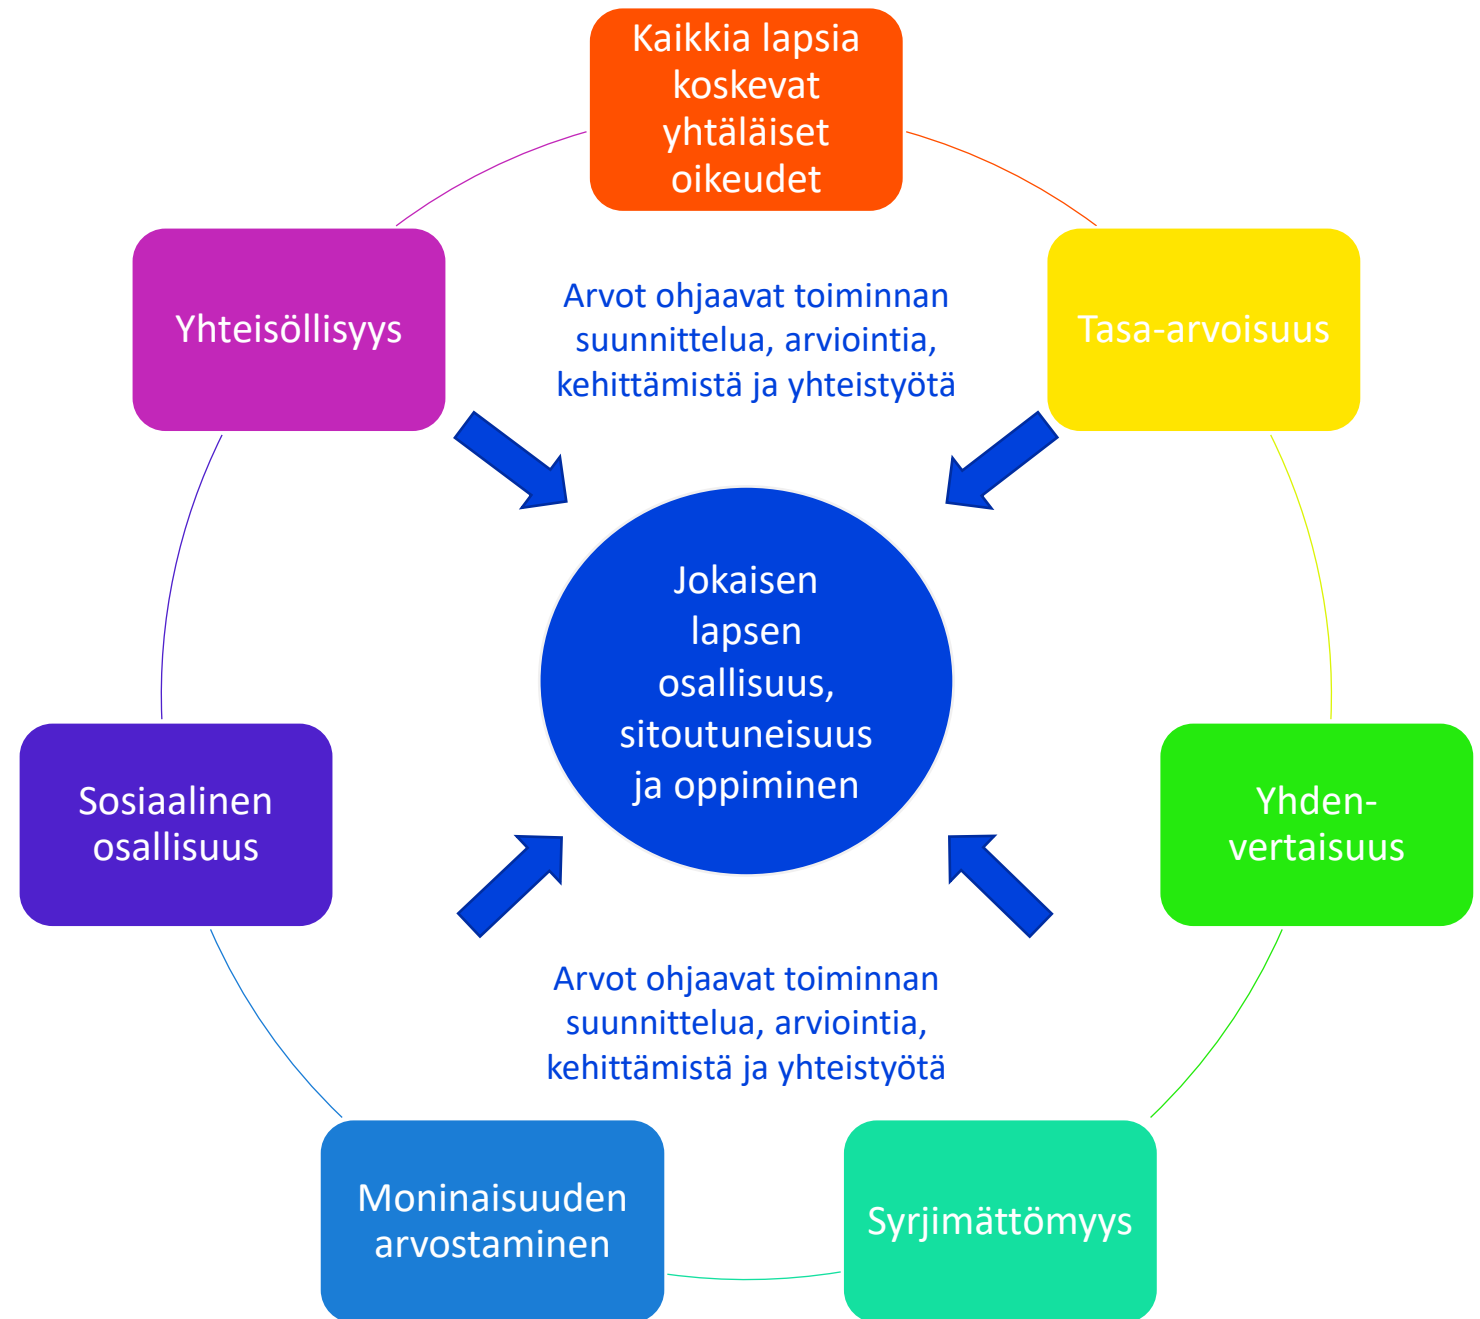 Kaikkia lapsia
koskevat
yhtäläiset
oikeudet
Tasa-arvoisuus
Yhden-
vertaisuus
Syrjimättömyys
Moninaisuuden
arvostaminen
Sosiaalinen
osallisuus
Yhteisöllisyys
Arvot ohjaavat toiminnan
suunnittelua, arviointia,
kehittämistä ja yhteistyötä
Jokaisen
lapsen
osallisuus,
sitoutuneisuus
ja oppiminen
Arvot ohjaavat toiminnan
suunnittelua, arviointia,
kehittämistä ja yhteistyötä